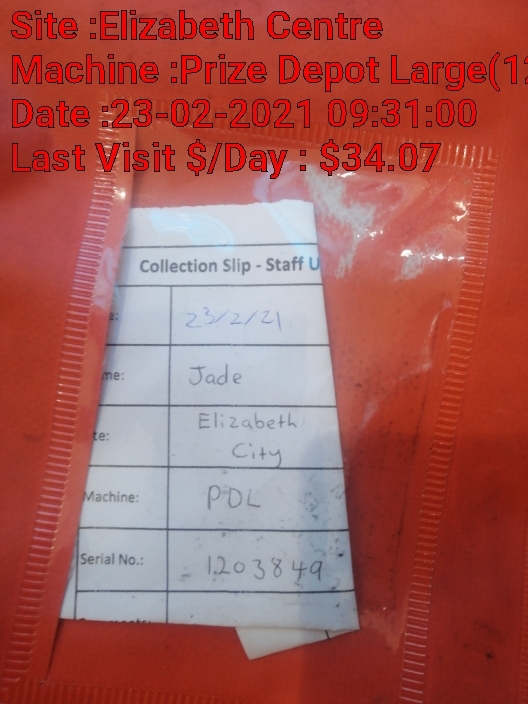 Site :Elizabeth Centre
Machine :Prize Depot Large(12
Date :23-02-2021 09:31:00
Last Visit $/Day : $34.07
Collection Slip - Staff U
e: 23/2/21
me: Jade
te: Elizabeth
City
Machine: PDL
Serial No.: 1203849